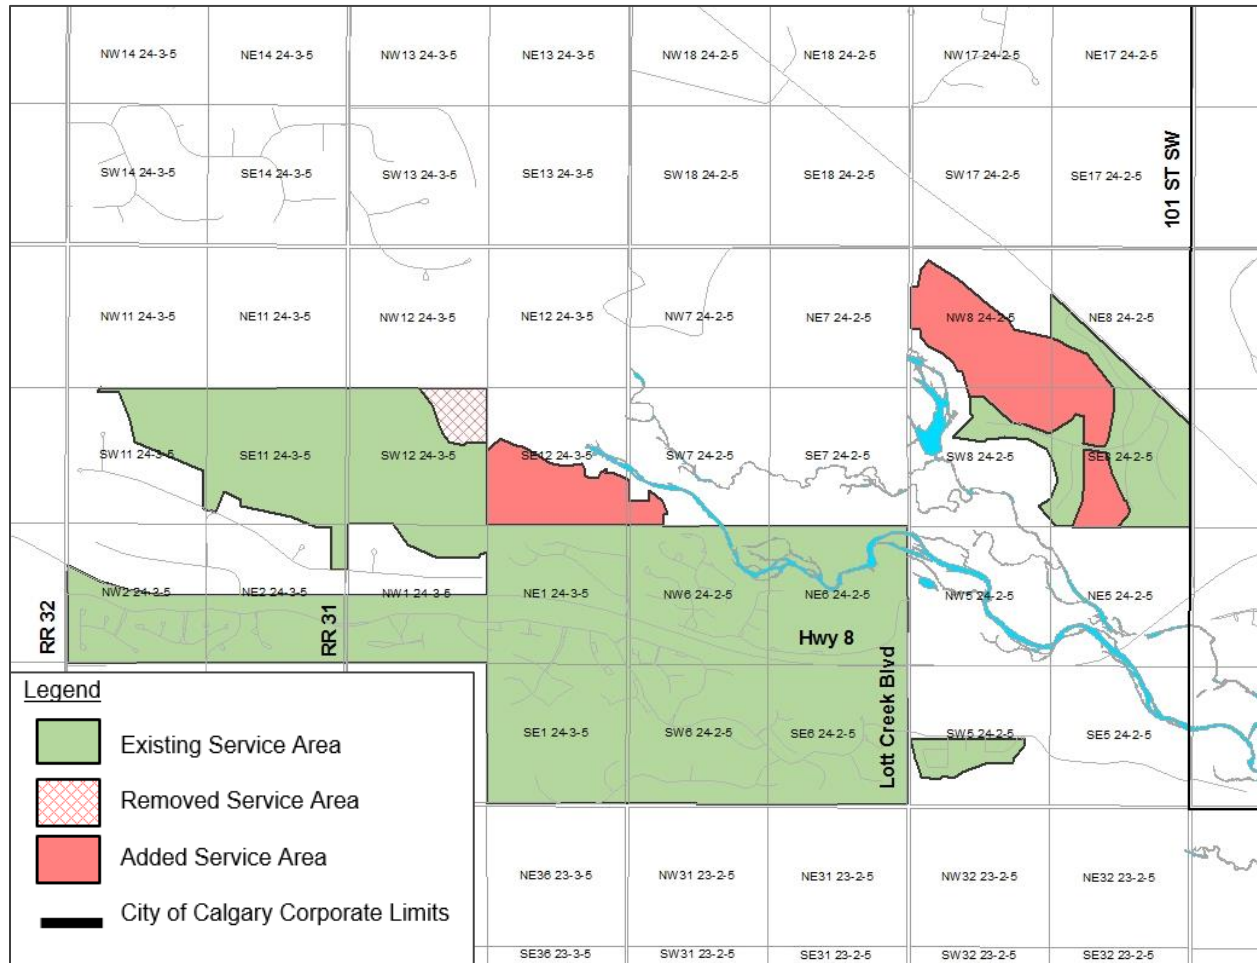 NW14 24-3-5 NE14 24-3-5 NW13 24-3-5 NE13 24-3-5 NW18 24-2-5 NE18 24-2-5 NW17 24-2-5 NE17 24-2-5
101 ST SW
SW14 24-3-5 SE14 24-3-5 SW13 24-3-5 SE13 24-3-5 SW18 24-2-5 SE18 24-2-5 SW17 24-2-5 SE17 24-2-5
NW11 24-3-5 NE11 24-3-5 NW12 24-3-5 NE12 24-3-5 NW7 24-2-5 NE7 24-2-5 NW8 24-2-5 NE8 24-2-5
SW11 24-3-5 SE11 24-3-5 SW12 24-3-5 SE12 24-3-5 SW7 24-2-5 SE7 24-2-5 SW8 24-2-5 SE8 24-2-5
NW2 24-3-5 NE2 24-3-5 NW1 24-3-5 NE1 24-3-5 NW6 24-2-5 NE6 24-2-5 NW5 24-2-5 NE5 24-2-5
RR 32
RR 31
Hwy 8
Lott Creek Blvd
SE1 24-3-5 SW6 24-2-5 SE6 24-2-5 SW5 24-2-5 SE5 24-2-5
NE36 23-3-5 NW31 23-2-5 NE31 23-2-5 NW32 23-2-5 NE32 23-2-5
SE36 23-3-5 SW31 23-2-5 SE31 23-2-5 SW32 23-2-5 SE32 23-2-5
Legend
Existing Service Area
Removed Service Area
Added Service Area
City of Calgary Corporate Limits